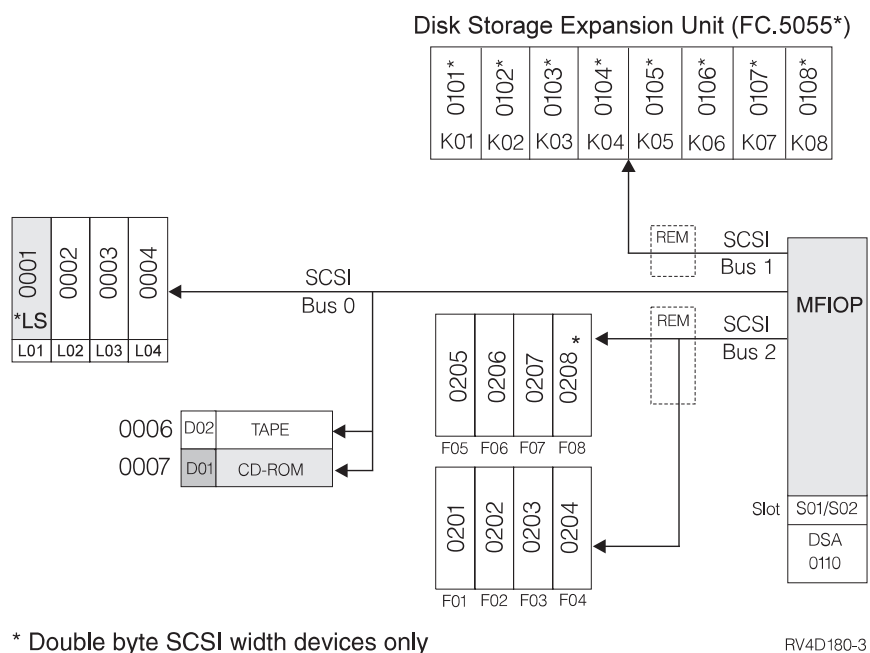 Disk Storage Expansion Unit (FC.5055*)
0101* 0102* 0103* 0104* 0105* 0106* 0107* 0108*
K01 K02 K03 K04 K05 K06 K07 K08
REM SCSI
Bus 1
0001 0002 0003 0004
*LS
L01 L02 L03 L04
SCSI
Bus 0
MFIOP
REM SCSI
Bus 2
0205 0206 0207 0208*
F05 F06 F07 F08
0006 D02 TAPE
0007 D01 CD-ROM
0201 0202 0203 0204
F01 F02 F03 F04
Slot S01/S02
DSA
0110
* Double byte SCSI width devices only
RV4D180-3